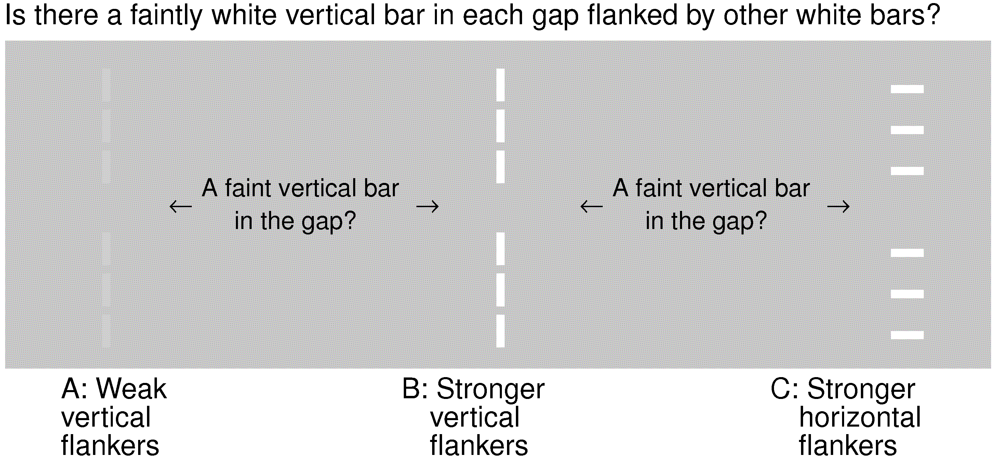 Is there a faintly white vertical bar in each gap flanked by other white bars?
← A faint vertical bar →
in the gap?
← A faint vertical bar →
in the gap?
A: Weak
vertical
flankers
B: Stronger
vertical
flankers
C: Stronger
horizontal
flankers